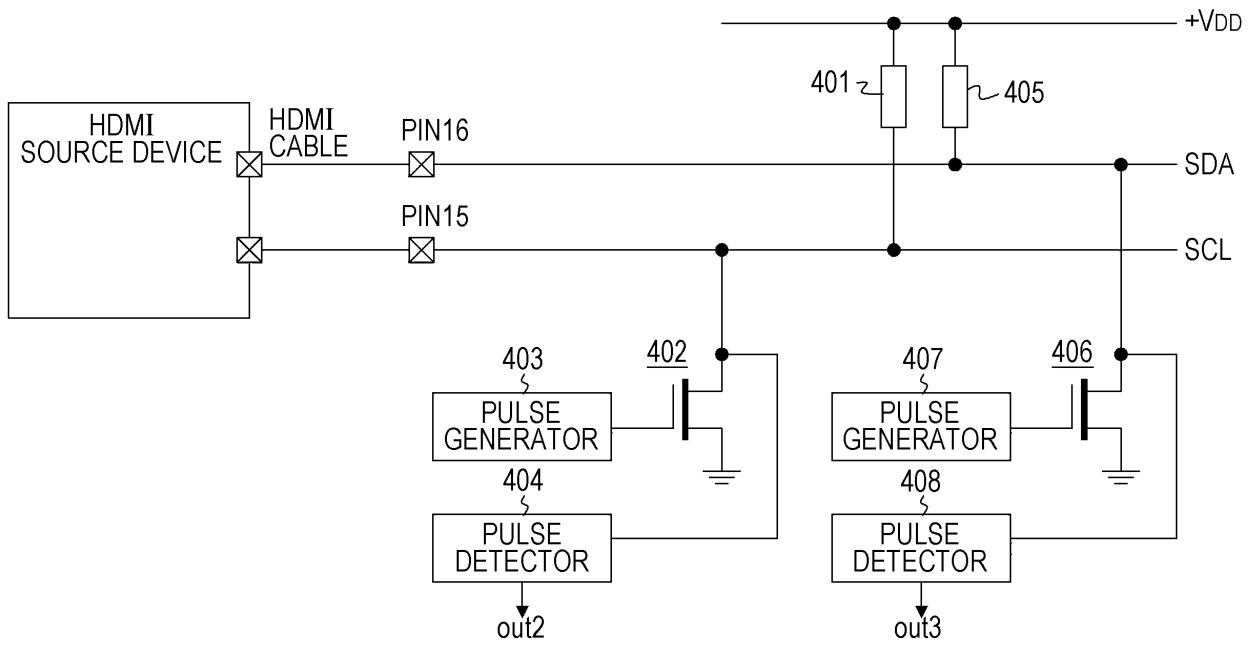 +VDD
401
405
HDMI
SOURCE DEVICE
HDMI
CABLE
PIN16
SDA
PIN15
SCL
403
402
407
406
PULSE
GENERATOR
PULSE
GENERATOR
404
408
PULSE
DETECTOR
PULSE
DETECTOR
out2
out3